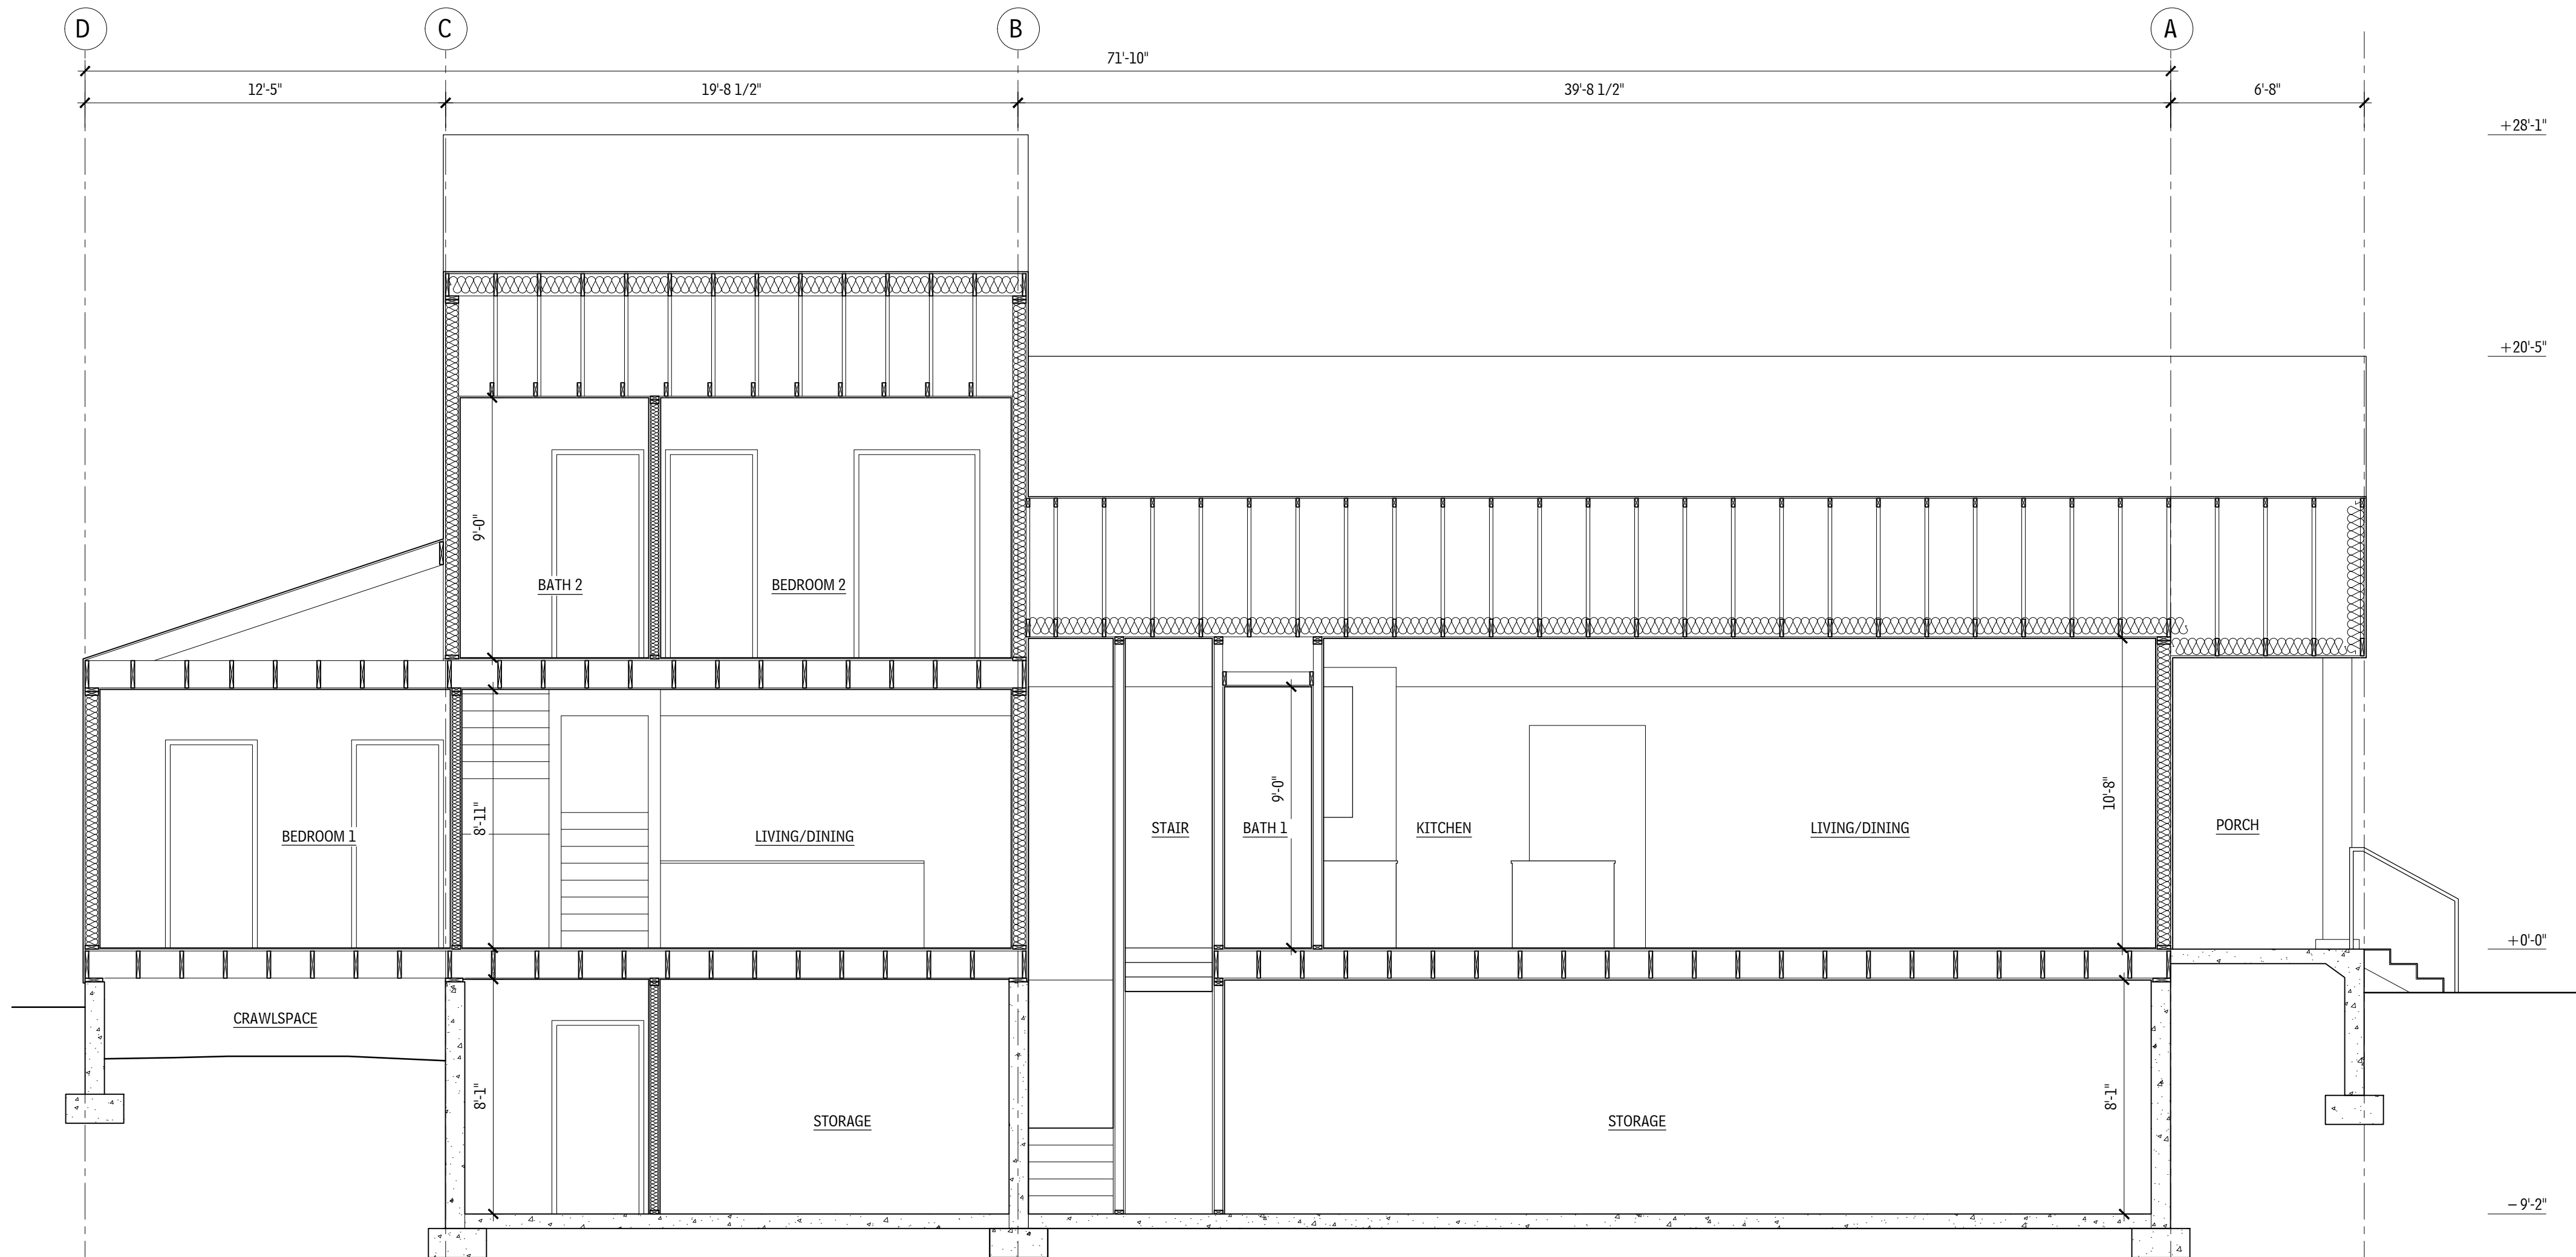 D
C
B
A
71'-10"
12'-5"
19'-8 1/2"
39'-8 1/2"
6'-8"
+28'-1"
+20'-5"
9'-0"
BATH 2
BEDROOM 2
9'-0"
10'-8"
8'-11"
BEDROOM 1
LIVING/DINING
STAIR
BATH 1
KITCHEN
LIVING/DINING
PORCH
+0'-0"
CRAWLSPACE
8'-1"
STORAGE
STORAGE
8'-1"
−9'-2"